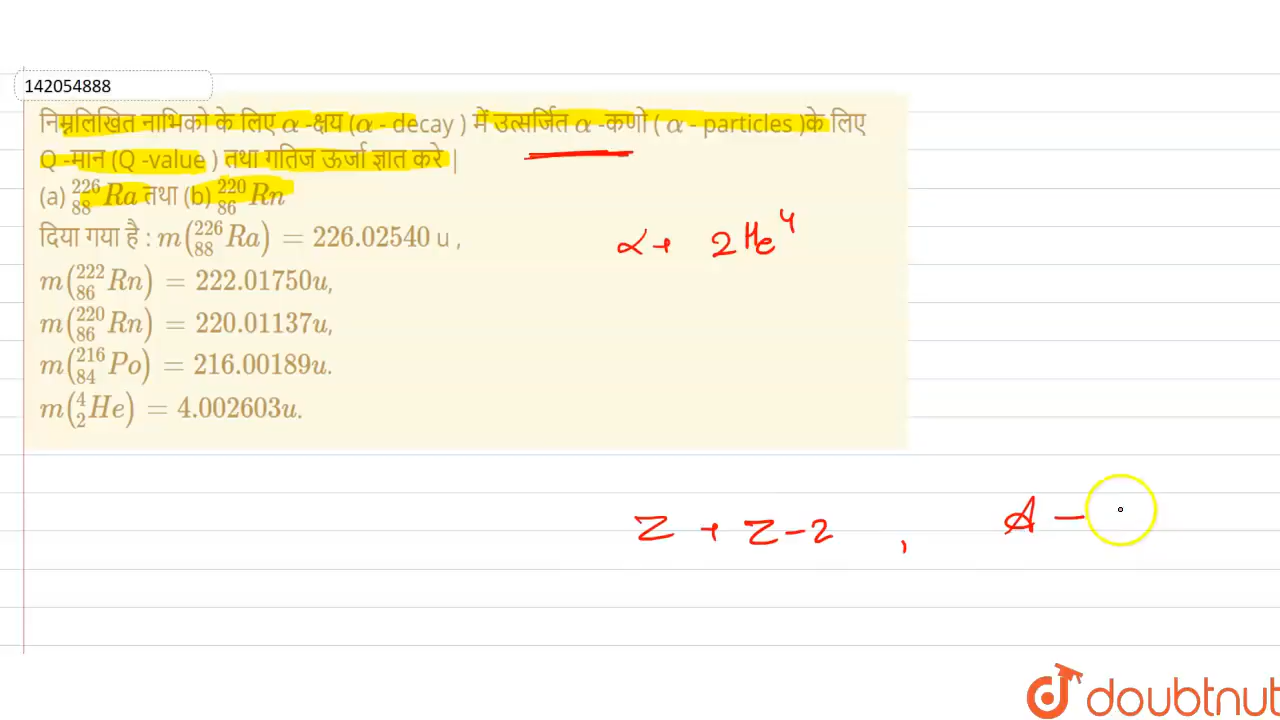 142054888
निम्नलिखित नाभिको के लिए α -क्षय (α - decay ) में उत्सर्जित α -कणो ( α - particles )के लिए
Q -मान (Q -value ) तथा गतिज ऊर्जा ज्ञात करे |
(a) ²²⁶₈₈Ra तथा (b) ²²⁰₈₆Rn
दिया गया है : m(²²⁶₈₈Ra) = 226.02540 u ,
m(²²²₈₆Rn) = 222.01750u,
m(²²⁰₈₆Rn) = 220.01137u,
m(²¹⁶₈₄Po) = 216.00189u.
m(⁴₂He) = 4.002603u.
α → 2He⁴
Z → Z-2 , A -
doubtnut